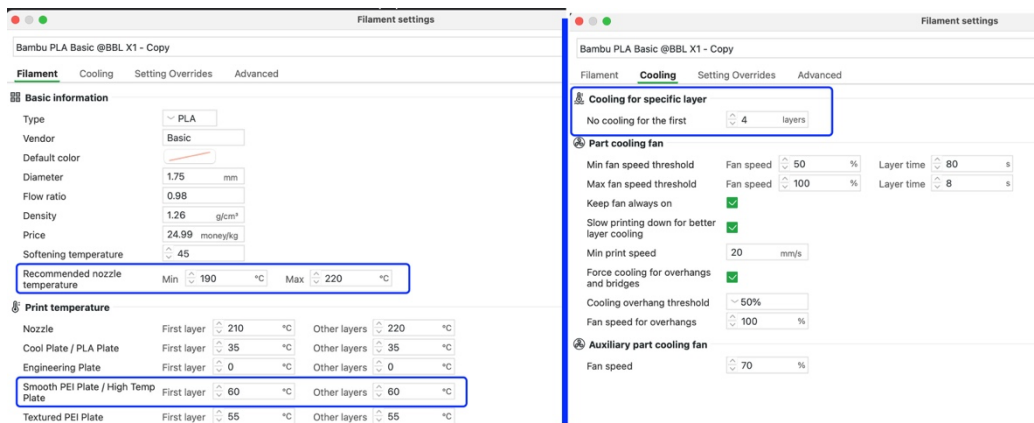 Filament settings
Bambu PLA Basic @BBL X1 - Copy
Filament Cooling Setting Overrides Advanced
Basic information
Type PLA
Vendor Basic
Default color
Diameter 1.75 mm
Flow ratio 0.98
Density 1.26 g/cm³
Price 24.99 money/kg
Softening temperature 45
Recommended nozzle temperature Min 190 °C Max 220 °C
Print temperature
Nozzle First layer 210 °C Other layers 220 °C
Cool Plate / PLA Plate First layer 35 °C Other layers 35 °C
Engineering Plate First layer 0 °C Other layers 0 °C
Smooth PEI Plate / High Temp Plate First layer 60 °C Other layers 60 °C
Textured PEI Plate First layer 55 °C Other layers 55 °C
Filament settings
Bambu PLA Basic @BBL X1 - Copy
Filament Cooling Setting Overrides Advanced
Cooling for specific layer
No cooling for the first 4 layers
Part cooling fan
Min fan speed threshold Fan speed 50 % Layer time 80 s
Max fan speed threshold Fan speed 100 % Layer time 8 s
Keep fan always on
Slow printing down for better layer cooling
Min print speed 20 mm/s
Force cooling for overhangs and bridges
Cooling overhang threshold 50%
Fan speed for overhangs 100 %
Auxiliary part cooling fan
Fan speed 70 %